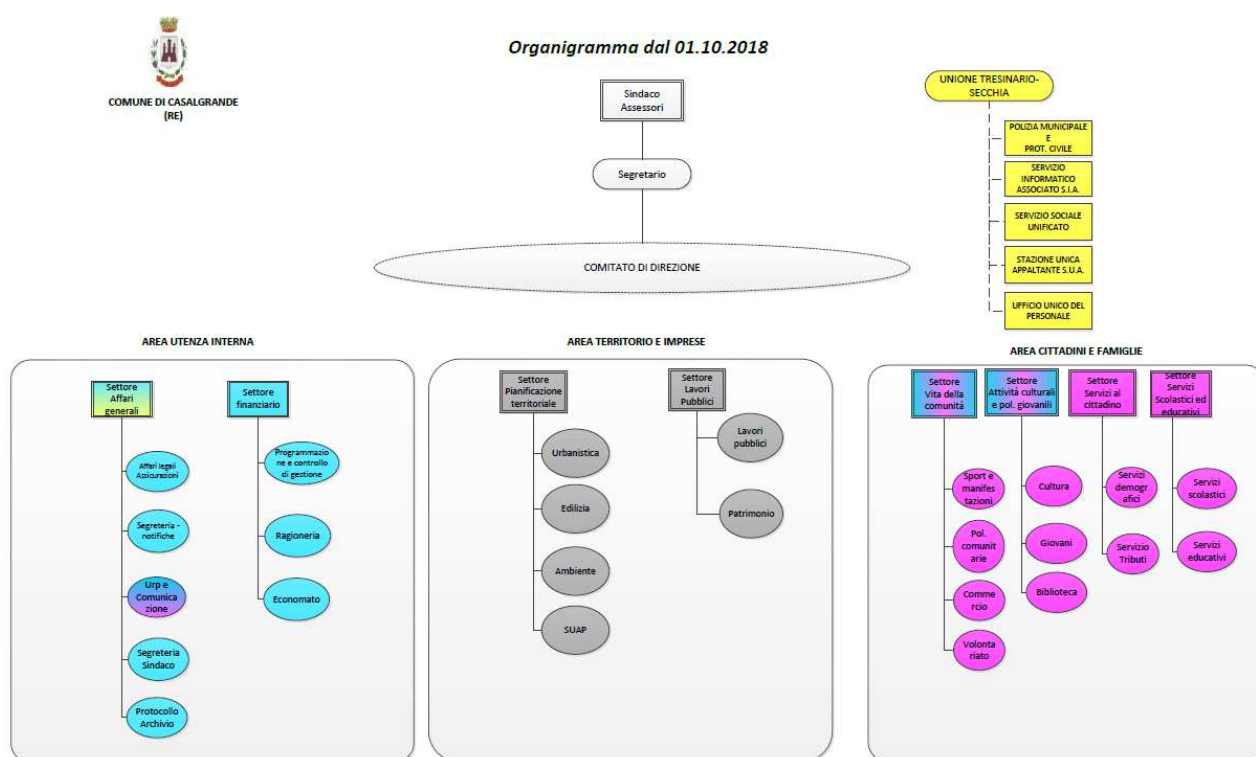 Organigramma dal 01.10.2018
COMUNE DI CASALGRANDE
(RE)
Sindaco
Assessori
Segretario
COMITATO DI DIREZIONE
UNIONE TRESINARIO-
SECCHIA
POLIZIA MUNICIPALE
E
PROT. CIVILE
SERVIZIO
INFORMATICO
ASSOCIATO S.I.A.
SERVIZIO SOCIALE
UNIFICATO
STAZIONE UNICA
APPALTANTE S.U.A.
UFFICIO UNICO DEL
PERSONALE
AREA UTENZA INTERNA
Settore
Affari
generali
Affari legali
Assicurazioni
Segreteria -
notifiche
Urp e
Comunica
zione
Segreteria
Sindaco
Protocollo
Archivio
Settore
finanziario
Programmazio
ne e controllo
di gestione
Ragioneria
Economato
AREA TERRITORIO E IMPRESE
Settore
Pianificazione
territoriale
Urbanistica
Edilizia
Ambiente
SUAP
Settore
Lavori
Pubblici
Lavori
pubblici
Patrimonio
AREA CITTADINI E FAMIGLIE
Settore
Vita della
comunità
Sport e
manifes
tazioni
Pol.
comunit
arie
Comme
rcio
Volonta
riato
Settore
Attività culturali
e pol. giovanili
Cultura
Giovani
Biblioteca
Settore
Servizi al
cittadino
Servizi
demogr
afici
Servizio
Tributi
Settore
Servizi
Scolastici ed
educativi
Servizi
scolastici
Servizi
educativi